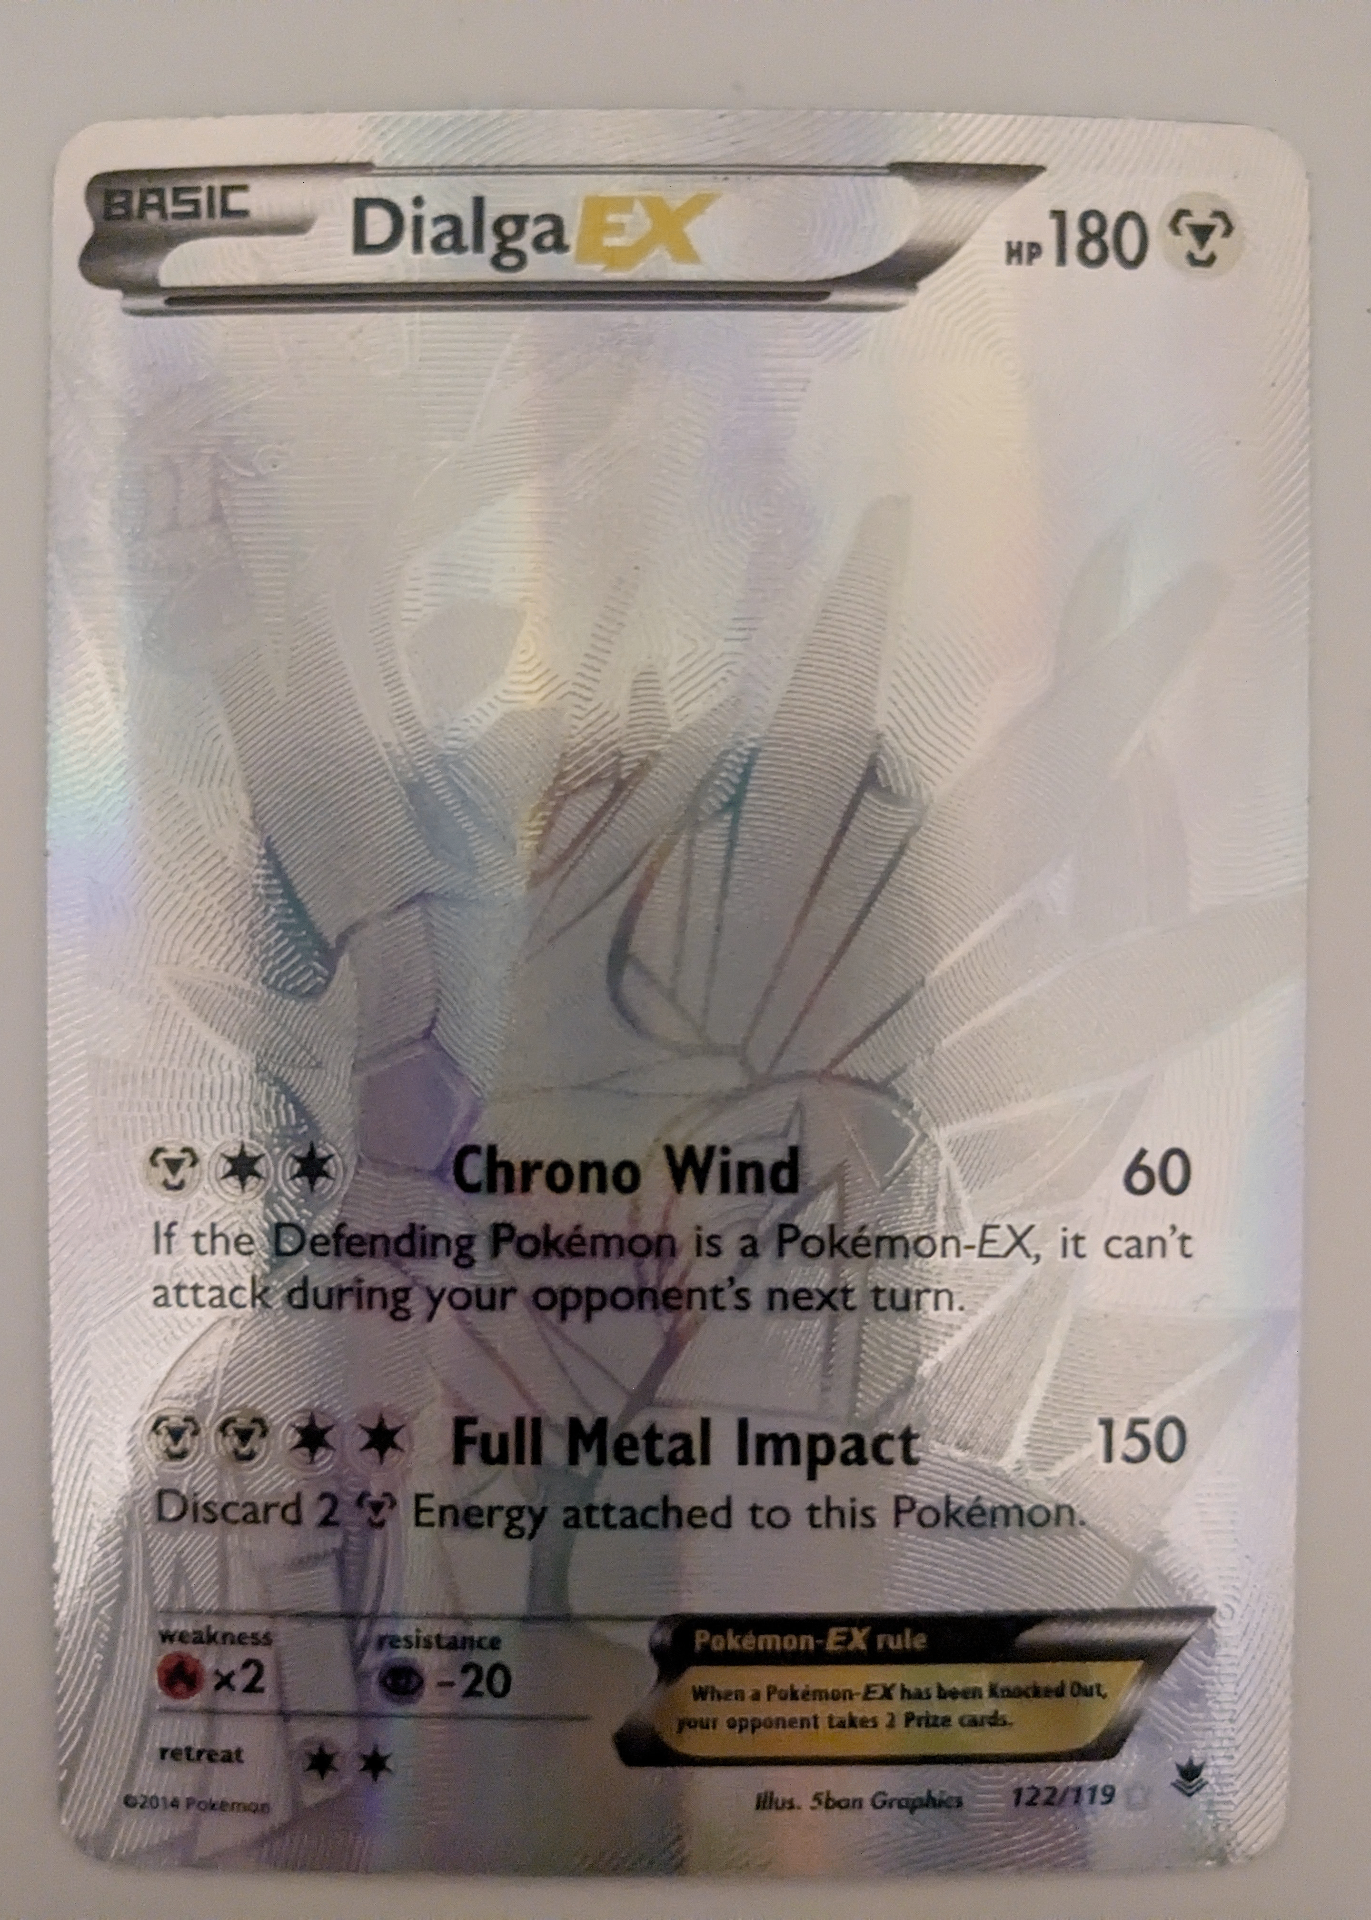 BASIC
DialgaEX
HP180
Chrono Wind 60
If the Defending Pokémon is a Pokémon-EX, it can't
attack during your opponent's next turn.
Full Metal Impact 150
Discard 2 Energy attached to this Pokémon.
weakness
×2
resistance
-20
retreat
Pokémon-EX rule
When a Pokémon-EX has been Knocked Out,
your opponent takes 2 Prize cards.
©2014 Pokémon
Illus. 5ban Graphics
122/119